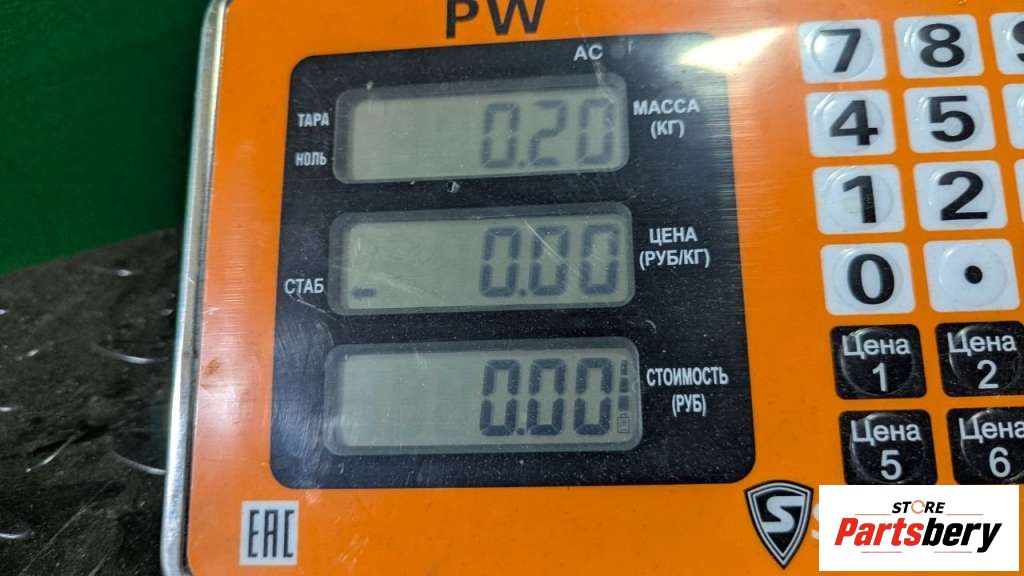 PW
AC
ТАРА
НОЛЬ
0.20
МАССА
(КГ)
СТАБ
0.00
ЦЕНА
(РУБ/КГ)
0.00
СТОИМОСТЬ
(РУБ)
7 8
4 5
1 2
0 .
Цена
1
Цена
2
Цена
5
Цена
6
EAC
S
STORE
Partsbery